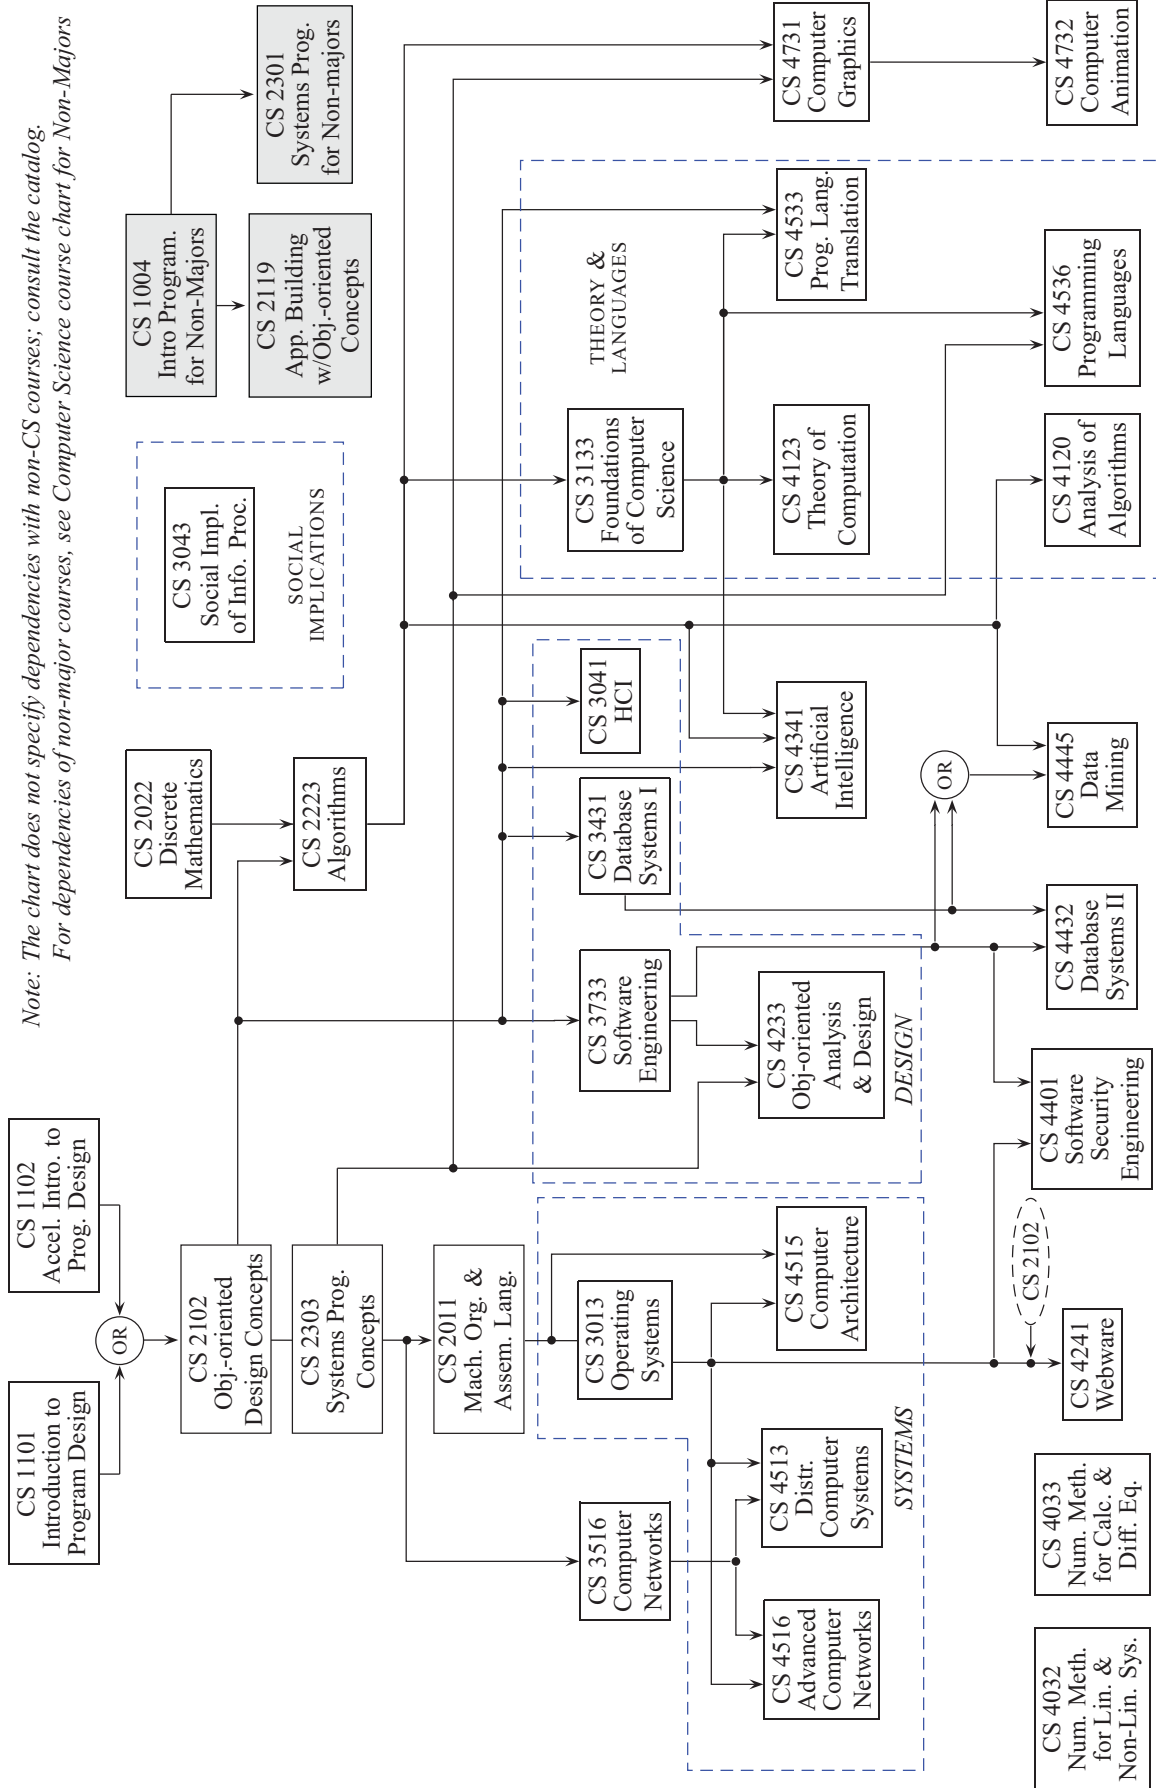 Note: The chart does not specify dependencies with non-CS courses; consult the catalog.
For dependencies of non-major courses, see Computer Science course chart for Non-Majors
CS 1101
Introduction to
Program Design
CS 1102
Accel. Intro. to
Prog. Design
OR
CS 2102
Obj.-oriented
Design Concepts
CS 2022
Discrete
Mathematics
CS 3043
Social Impl.
of Info. Proc.
SOCIAL
IMPLICATIONS
CS 1004
Intro Program.
for Non-Majors
CS 2119
App. Building
w/Obj.-oriented
Concepts
CS 2301
Systems Prog.
for Non-majors
CS 2303
Systems Prog.
Concepts
CS 2223
Algorithms
CS 2011
Mach. Org. &
Assem. Lang.
CS 3516
Computer
Networks
CS 3013
Operating
Systems
CS 3733
Software
Engineering
CS 3431
Database
Systems I
CS 3041
HCI
CS 3133
Foundations
of Computer
Science
THEORY &
LANGUAGES
CS 4516
Advanced
Computer
Networks
CS 4513
Distr.
Computer
Systems
CS 4515
Computer
Architecture
SYSTEMS
CS 4233
Obj-oriented
Analysis
& Design
DESIGN
CS 4341
Artificial
Intelligence
CS 4123
Theory of
Computation
CS 4533
Prog. Lang.
Translation
CS 4731
Computer
Graphics
OR
CS 2102
CS 4032
Num. Meth.
for Lin. &
Non-Lin. Sys.
CS 4033
Num. Meth.
for Calc. &
Diff. Eq.
CS 4241
Webware
CS 4401
Software
Security
Engineering
CS 4432
Database
Systems II
CS 4445
Data
Mining
CS 4120
Analysis of
Algorithms
CS 4536
Programming
Languages
CS 4732
Computer
Animation